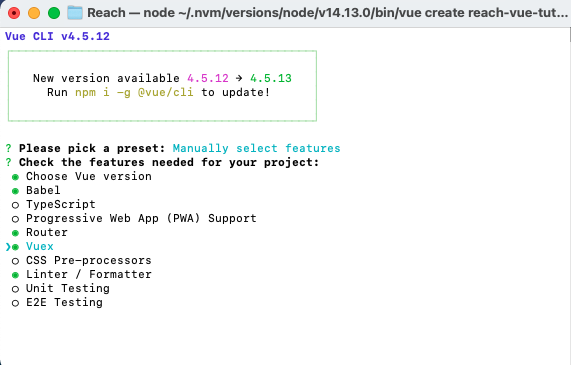 Reach — node ~/.nvm/versions/node/v14.13.0/bin/vue create reach-vue-tut...
Vue CLI v4.5.12
New version available 4.5.12 → 4.5.13
Run npm i -g @vue/cli to update!
? Please pick a preset: Manually select features
? Check the features needed for your project:
◉ Choose Vue version
◉ Babel
◯ TypeScript
◯ Progressive Web App (PWA) Support
◉ Router
❯◉ Vuex
◯ CSS Pre-processors
◉ Linter / Formatter
◯ Unit Testing
◯ E2E Testing